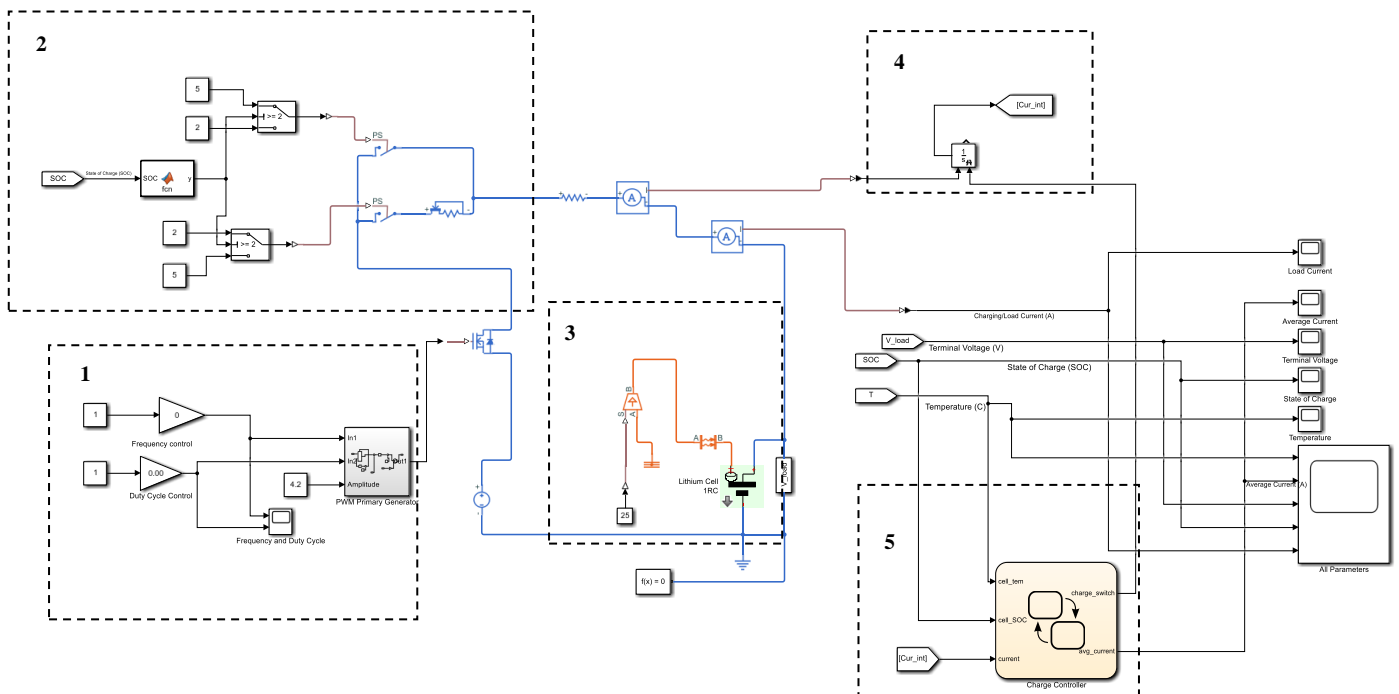 2
5
2
>= 2
SOC
State of Charge (SOC)
SOC
y
fcn
2
5
>= 2
PS
PS
+
-
+
-
+
A
I
-
+
A
I
-
4
[Cur_int]
1
s
Load Current
Average Current
Charging/Load Current (A)
V_load
Terminal Voltage (V)
Terminal Voltage
SOC
State of Charge (SOC)
State of Charge
T
Temperature (C)
Temperature
Average Current (A)
All Parameters
1
1
0
Frequency control
1
0.00
Duty Cycle Control
4.2
In1
In2
Out1
Amplitude
PWM Primary Generator
Frequency and Duty Cycle
+
-
3
B
S
A
A
B
Lithium Cell
1RC
V_load
25
f(x) = 0
5
cell_tem
charge_switch
cell_SOC
current
avg_current
[Cur_int]
Charge Controller